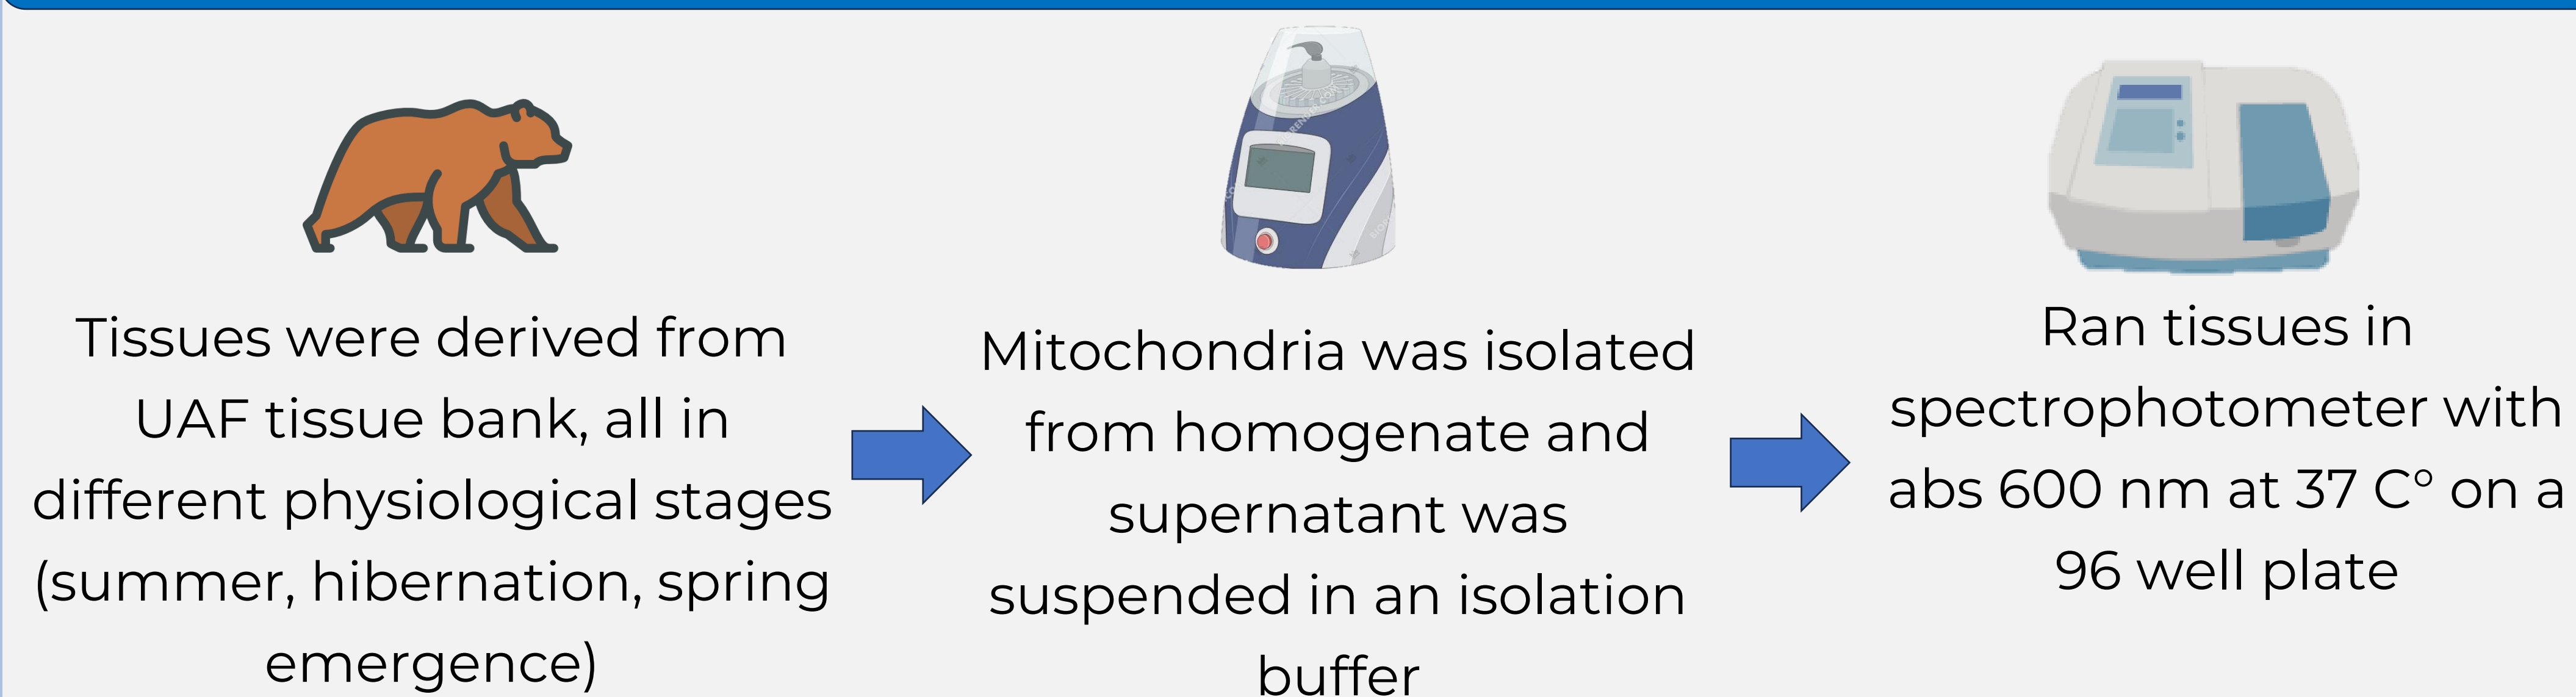 Tissues were derived from
UAF tissue bank, all in
different physiological stages
(summer, hibernation, spring
emergence)
Mitochondria was isolated
from homogenate and
supernatant was
suspended in an isolation
buffer
Ran tissues in
spectrophotometer with
abs 600 nm at 37 C° on a
96 well plate